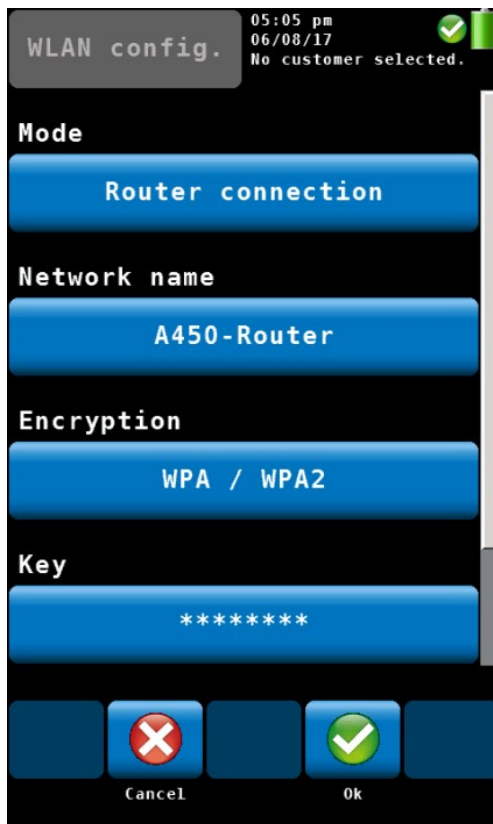 WLAN config.
05:05 pm
06/08/17
No customer selected.
Mode
Router connection
Network name
A450-Router
Encryption
WPA / WPA2
Key
********
Cancel
Ok